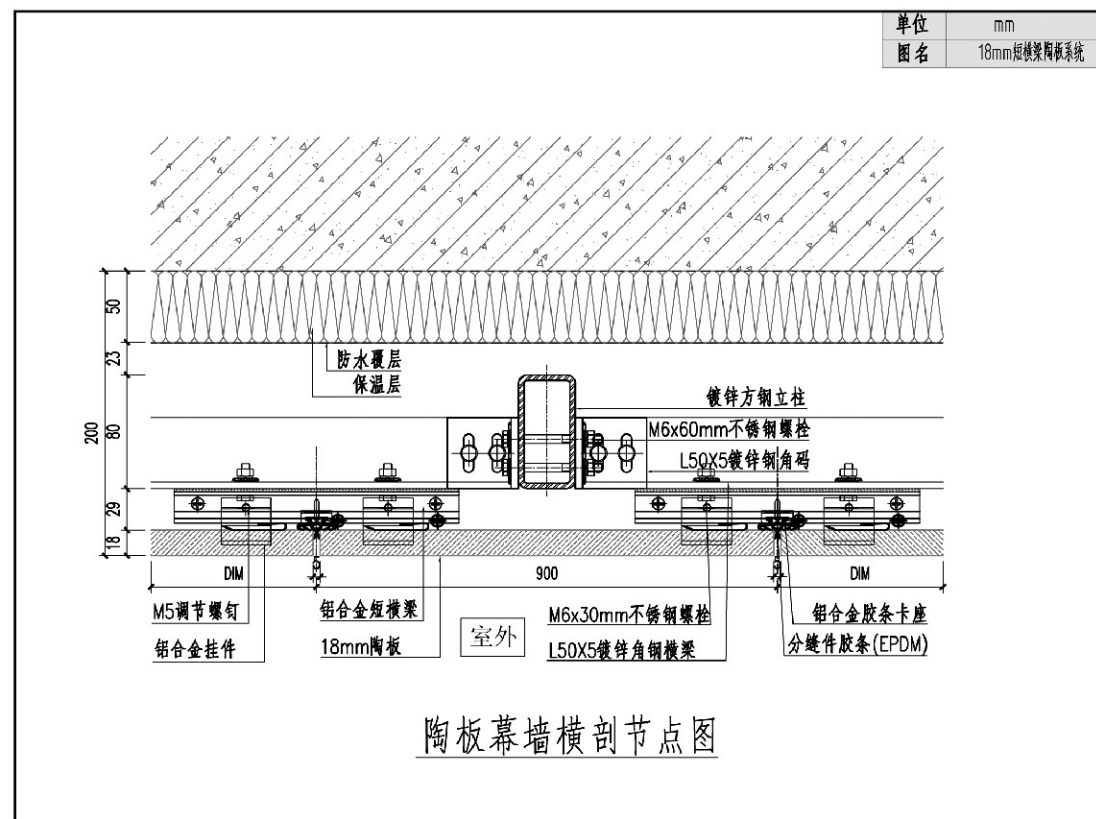 单位 mm
图名 18mm短横梁陶板系统
50
23
200
80
29
18
防水覆层
保温层
镀锌方钢立柱
M6x60mm不锈钢螺栓
L50X5镀锌钢角码
DIM
900
DIM
M5调节螺钉
铝合金短横梁
M6x30mm不锈钢螺栓
铝合金胶条卡座
铝合金挂件
18mm陶板
室外
L50X5镀锌角钢横梁
分缝件胶条(EPDM)
陶板幕墙横剖节点图